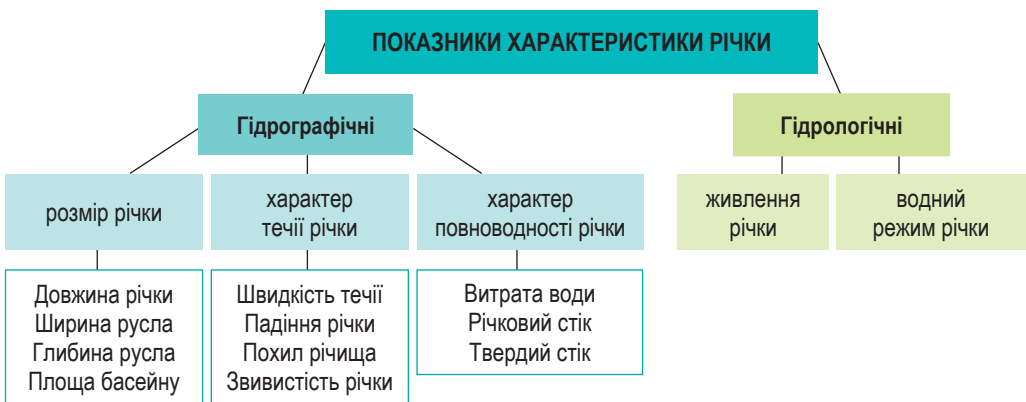 ПОКАЗНИКИ ХАРАКТЕРИСТИКИ РІЧКИ
Гідрографічні
Гідрологічні
розмір річки
характер
течії річки
характер
повноводності річки
живлення
річки
водний
режим річки
Довжина річки
Ширина русла
Глибина русла
Площа басейну
Швидкість течії
Падіння річки
Похил річища
Звивистість річки
Витрата води
Річковий стік
Твердий стік